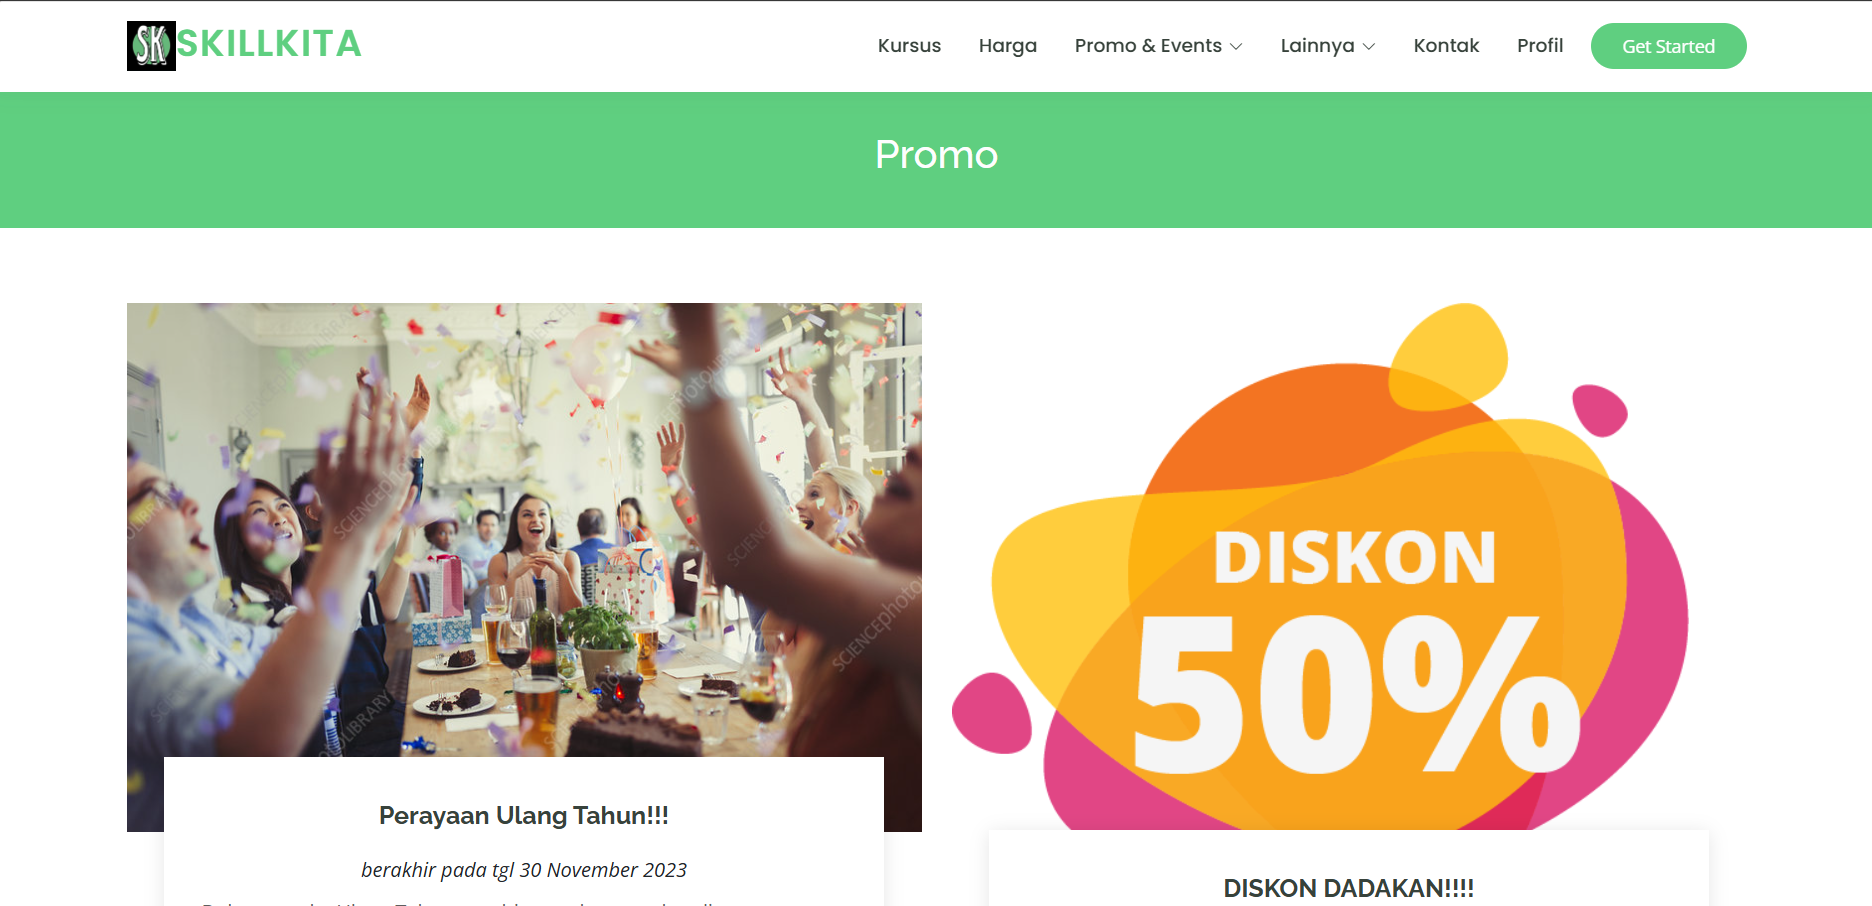 SK SKILLKITA
Kursus Harga Promo & Events Lainnya Kontak Profil Get Started
Promo
SCIENCEphotOLIBRARY
DISKON
50%
Perayaan Ulang Tahun!!!
berakhir pada tgl 30 November 2023
DISKON DADAKAN!!!!